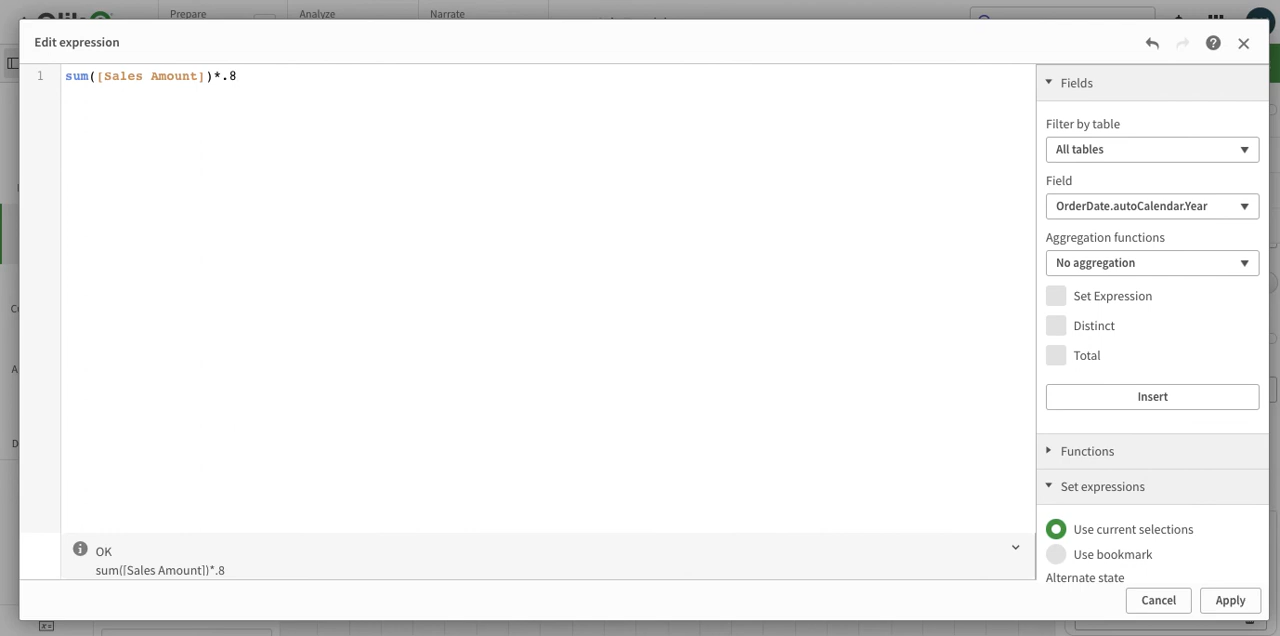 Prepare
Analyze
Narrate
Edit expression
1
sum([Sales Amount])*.8
Fields
Filter by table
All tables
Field
OrderDate.autoCalendar.Year
Aggregation functions
No aggregation
Set Expression
Distinct
Total
Insert
Functions
Set expressions
Use current selections
Use bookmark
Alternate state
OK
sum([Sales Amount])*.8
Cancel
Apply